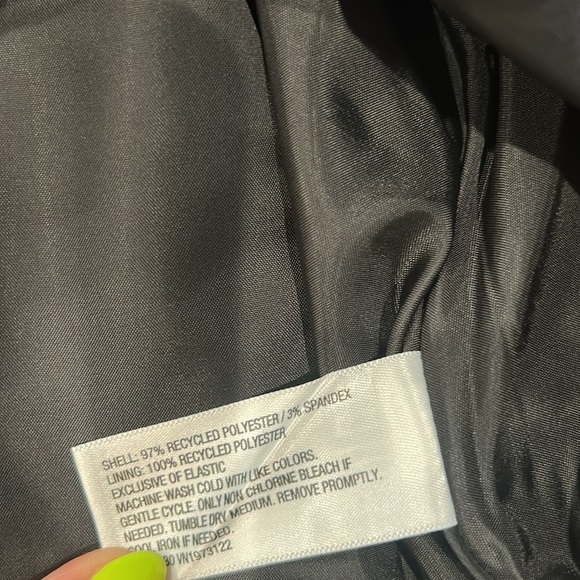 SHELL: 97% RECYCLED POLYESTER / 3% SPANDEX
LINING: 100% RECYCLED POLYESTER
EXCLUSIVE OF ELASTIC
MACHINE WASH COLD WITH LIKE COLORS.
GENTLE CYCLE. ONLY NON CHLORINE BLEACH IF
NEEDED. TUMBLE DRY MEDIUM. REMOVE PROMPTLY.
COOL IRON IF NEEDED.
VN1973122